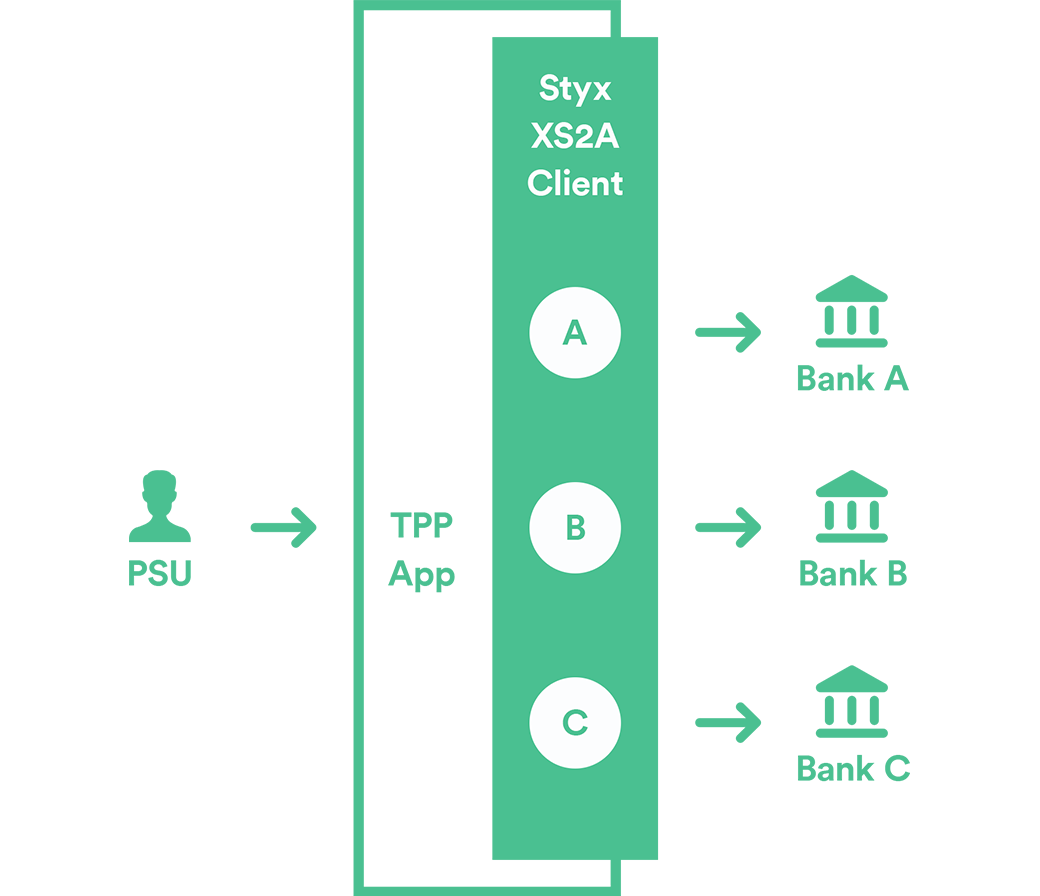 Styx
XS2A
Client
A
Bank A
PSU
TPP
App
B
Bank B
C
Bank C